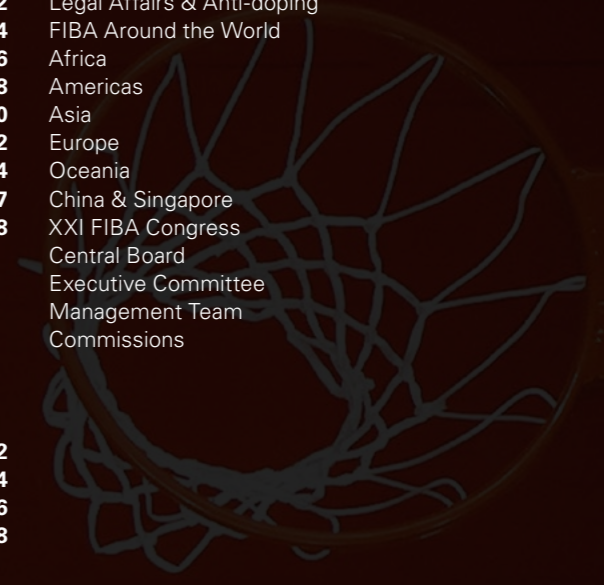 2 Legal Affairs & Anti-doping
4 FIBA Around the World
6 Africa
8 Americas
0 Asia
2 Europe
4 Oceania
7 China & Singapore
8 XXI FIBA Congress
Central Board
Executive Committee
Management Team
Commissions
2
4
6
8